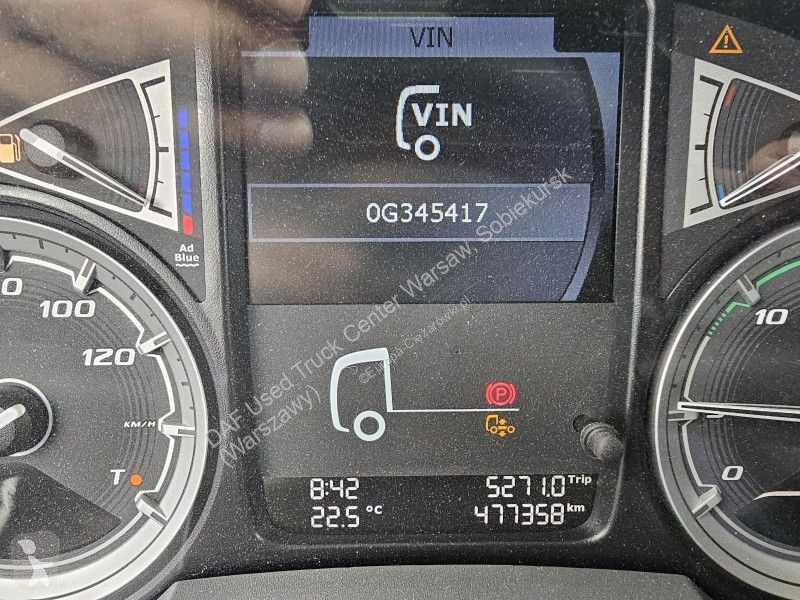 VIN
VIN
0G345417
Ad
Blue
100
120
KM/H
T
10
5
0
P
8:42
5271.0 Trip
22.5 °C
477358 km
DAF Used Truck Center Warsaw, Sobiekursk
(Warszawy)